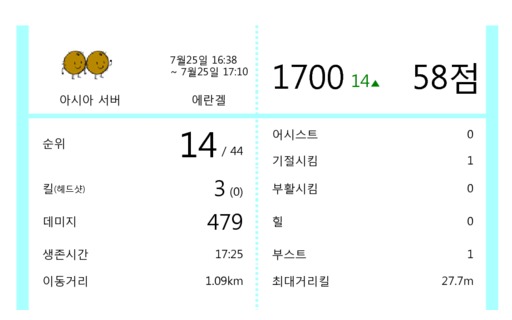 7월25일 16:38
~ 7월25일 17:10
아시아 서버
에란겔
1700 14▲ 58점
순위 14 / 44
킬(헤드샷) 3 (0)
데미지 479
생존시간 17:25
이동거리 1.09km
어시스트 0
기절시킴 1
부활시킴 0
힐 0
부스트 1
최대거리킬 27.7m